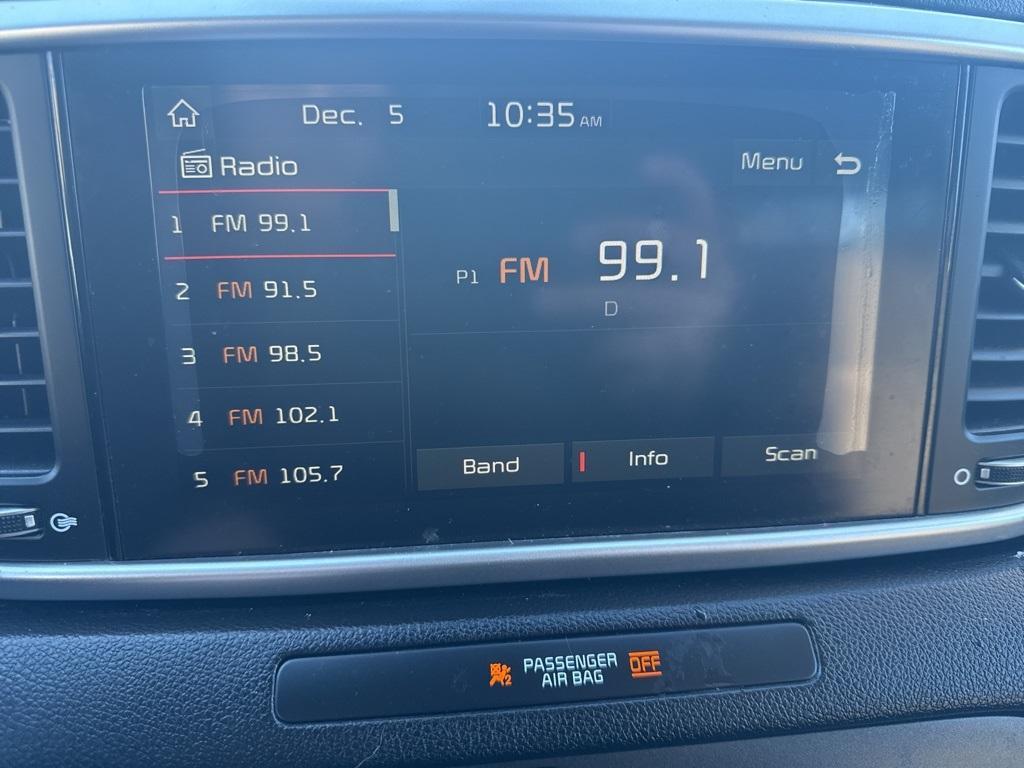 Dec. 5 10:35 AM
Radio
Menu
1 FM 99.1
2 FM 91.5
3 FM 98.5
4 FM 102.1
5 FM 105.7
P1 FM 99.1
D
Band Info Scan
2 PASSENGER OFF
AIR BAG